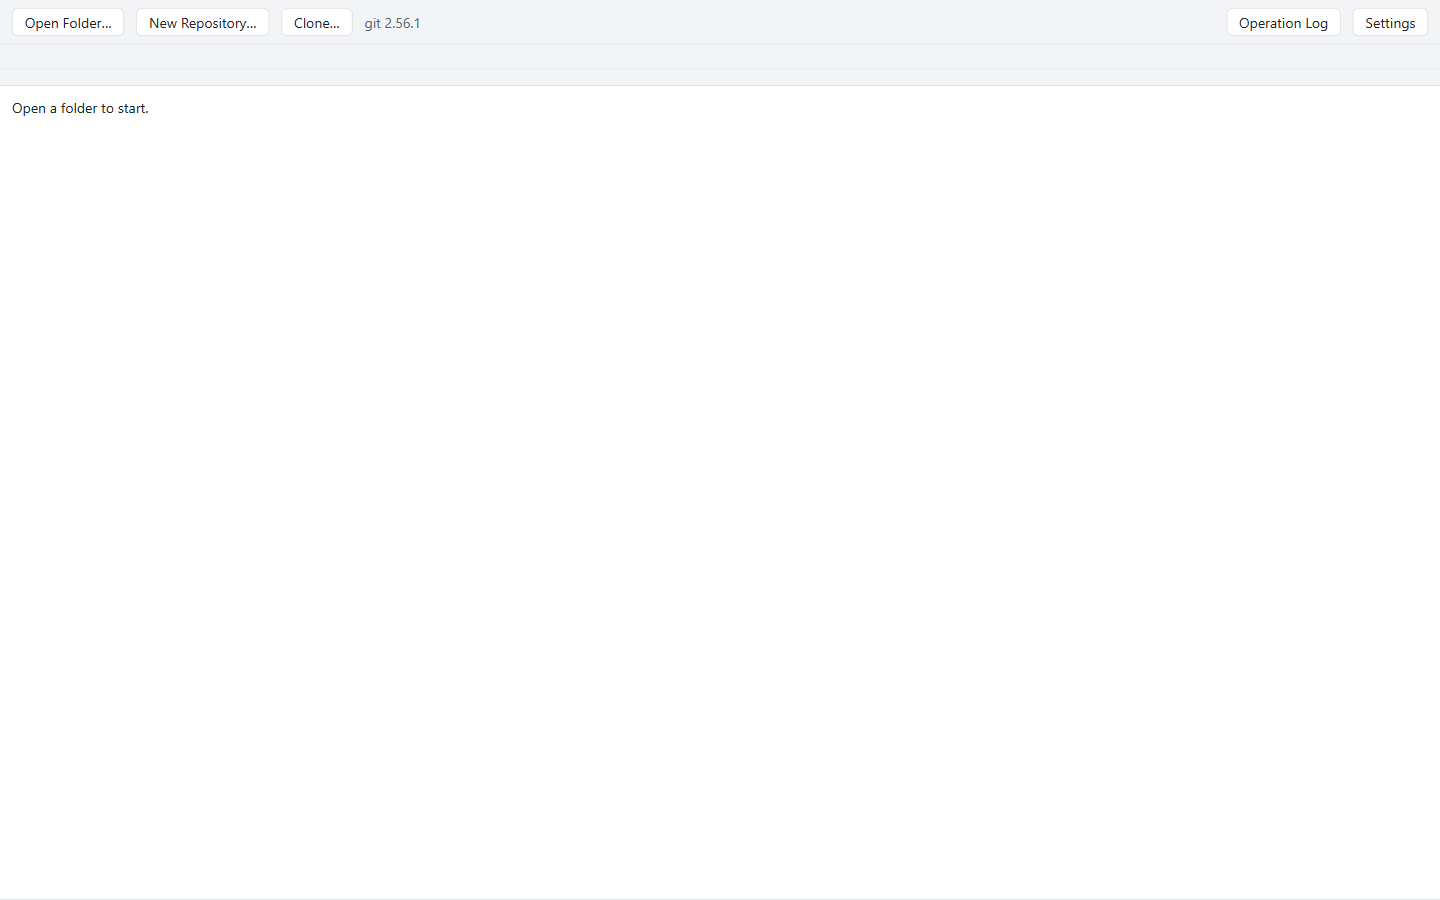 Open Folder...
New Repository...
Clone...
git 2.56.1
Operation Log
Settings
Open a folder to start.